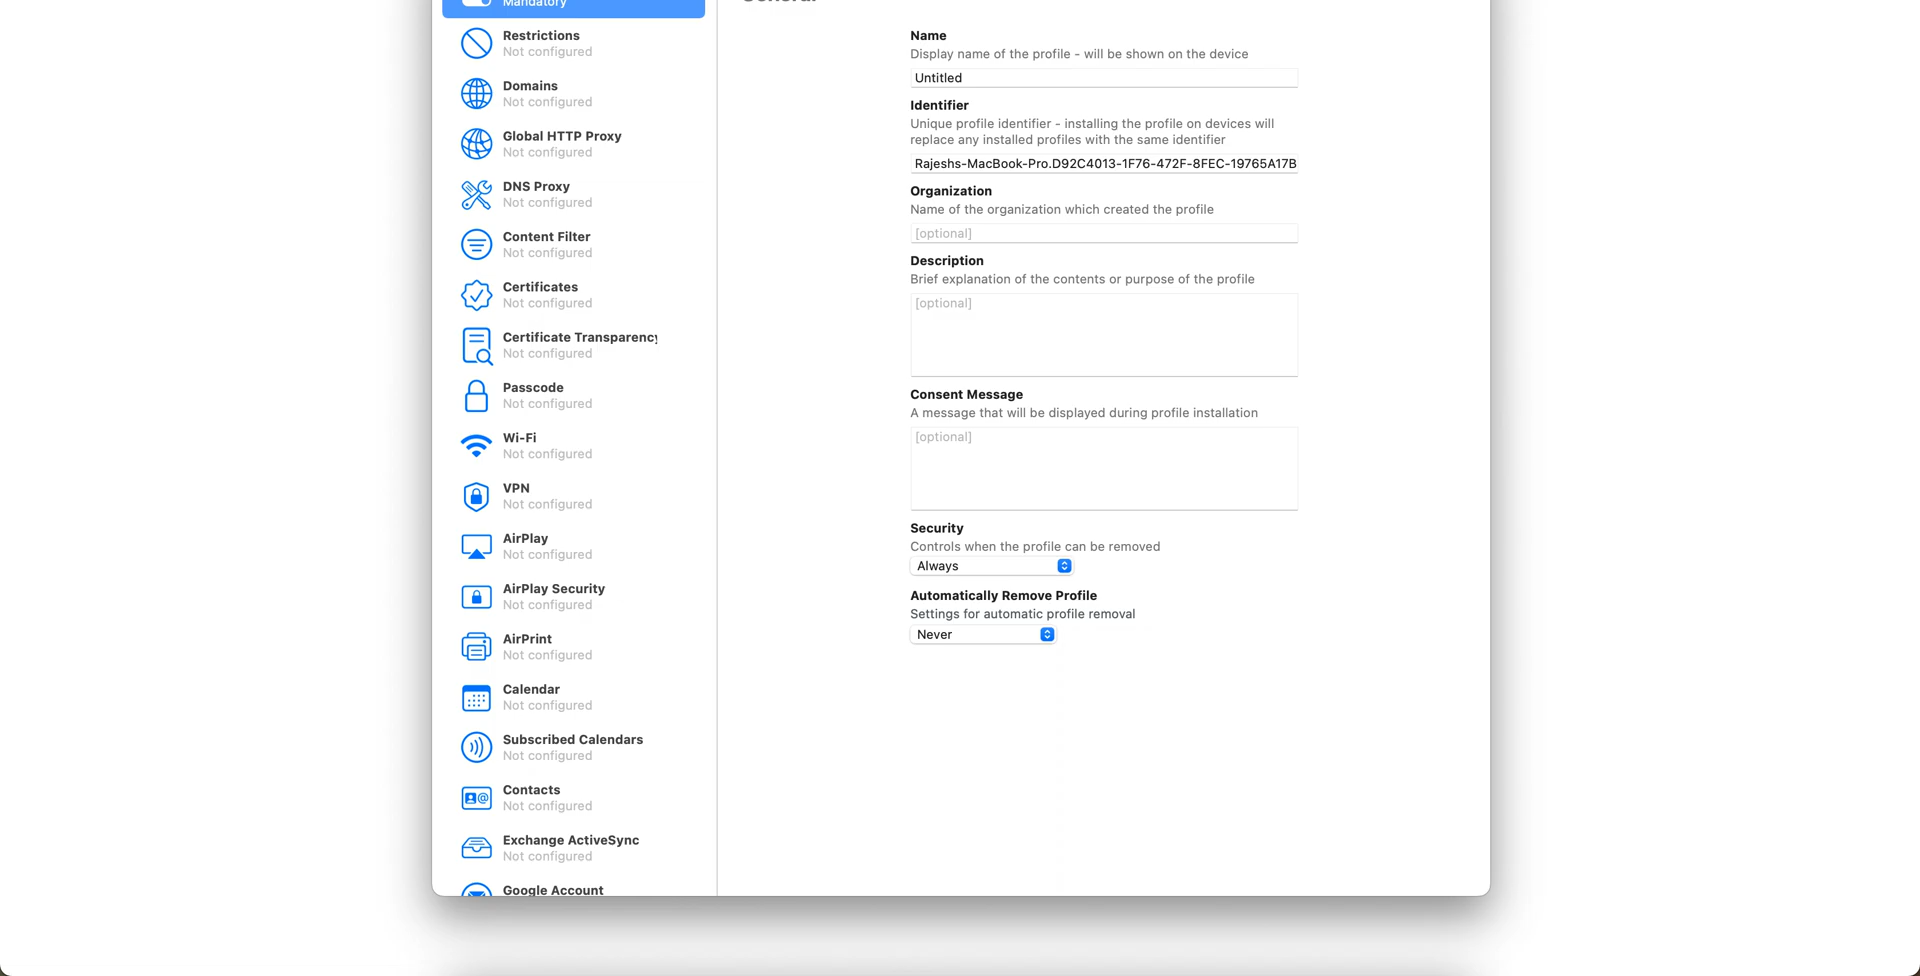 Mandatory
Restrictions
Not configured
Domains
Not configured
Global HTTP Proxy
Not configured
DNS Proxy
Not configured
Content Filter
Not configured
Certificates
Not configured
Certificate Transparency
Not configured
Passcode
Not configured
Wi-Fi
Not configured
VPN
Not configured
AirPlay
Not configured
AirPlay Security
Not configured
AirPrint
Not configured
Calendar
Not configured
Subscribed Calendars
Not configured
Contacts
Not configured
Exchange ActiveSync
Not configured
Google Account
General
Name
Display name of the profile - will be shown on the device
Untitled
Identifier
Unique profile identifier - installing the profile on devices will
replace any installed profiles with the same identifier
Rajeshs-MacBook-Pro.D92C4013-1F76-472F-8FEC-19765A17B
Organization
Name of the organization which created the profile
[optional]
Description
Brief explanation of the contents or purpose of the profile
[optional]
Consent Message
A message that will be displayed during profile installation
[optional]
Security
Controls when the profile can be removed
Always
Automatically Remove Profile
Settings for automatic profile removal
Never